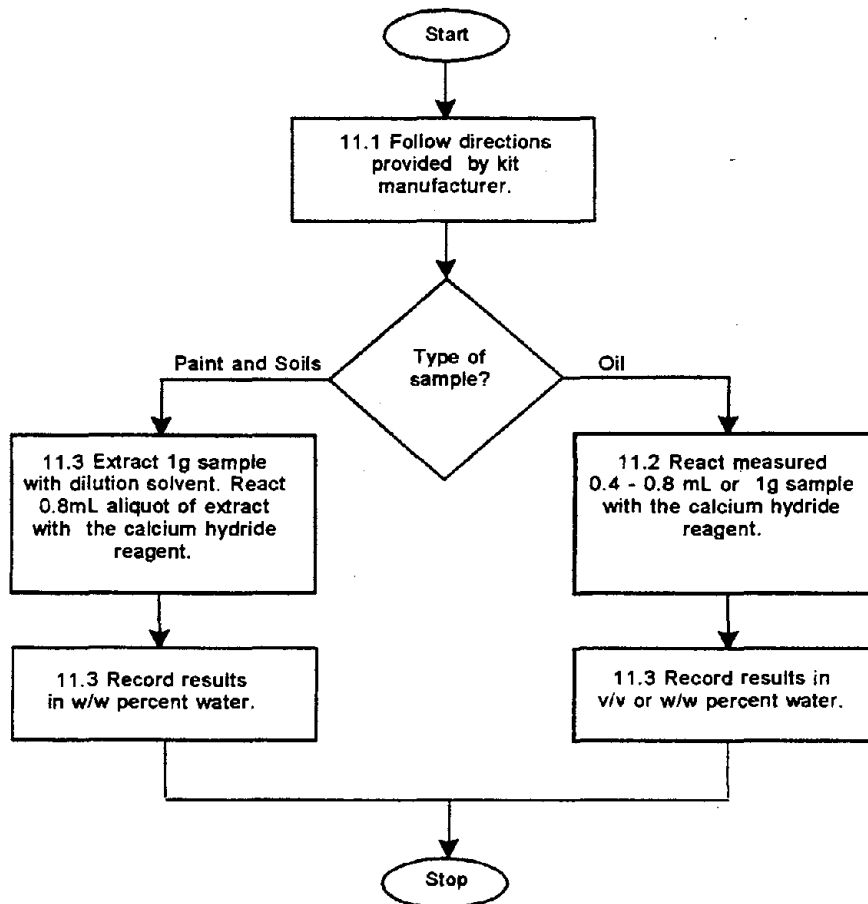 Start
11.1 Follow directions
provided by kit
manufacturer.
Type of
sample?
Paint and Soils
Oil
11.3 Extract 1g sample
with dilution solvent. React
0.8mL aliquot of extract
with the calcium hydride
reagent.
11.2 React measured
0.4 - 0.8 mL or 1g sample
with the calcium hydride
reagent.
11.3 Record results
in w/w percent water.
11.3 Record results in
v/v or w/w percent water.
Stop